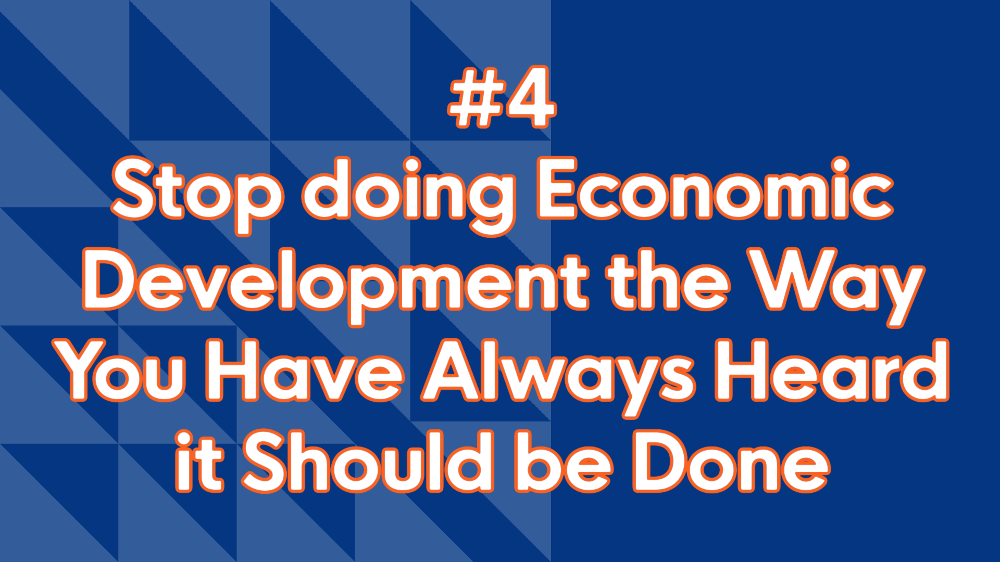 #4
Stop doing Economic
Development the Way
You Have Always Heard
it Should be Done